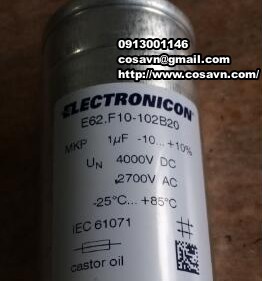 0913001146
cosavn@gmail.com
https://www.cosavn.com/
ELECTRONICON
E62.F10-102B20
MKP 1µF -10...+10%
UN 4000V DC
2700V AC
-25°C... +85°C
IEC 61071
castor oil